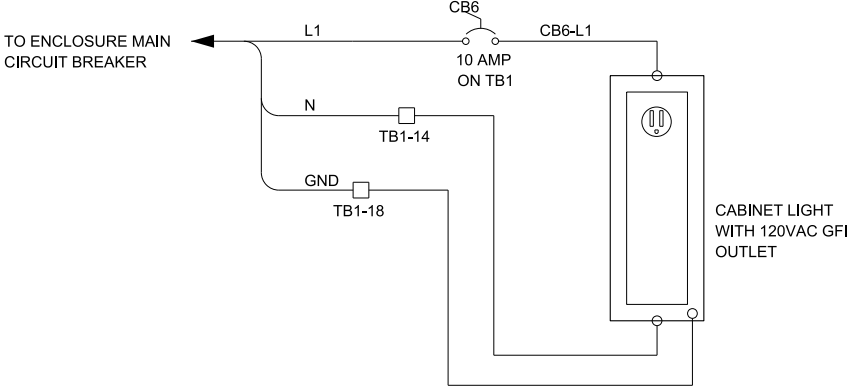 CB6
TO ENCLOSURE MAIN
CIRCUIT BREAKER
L1
CB6-L1
10 AMP
ON TB1
N
TB1-14
GND
TB1-18
CABINET LIGHT
WITH 120VAC GFI
OUTLET